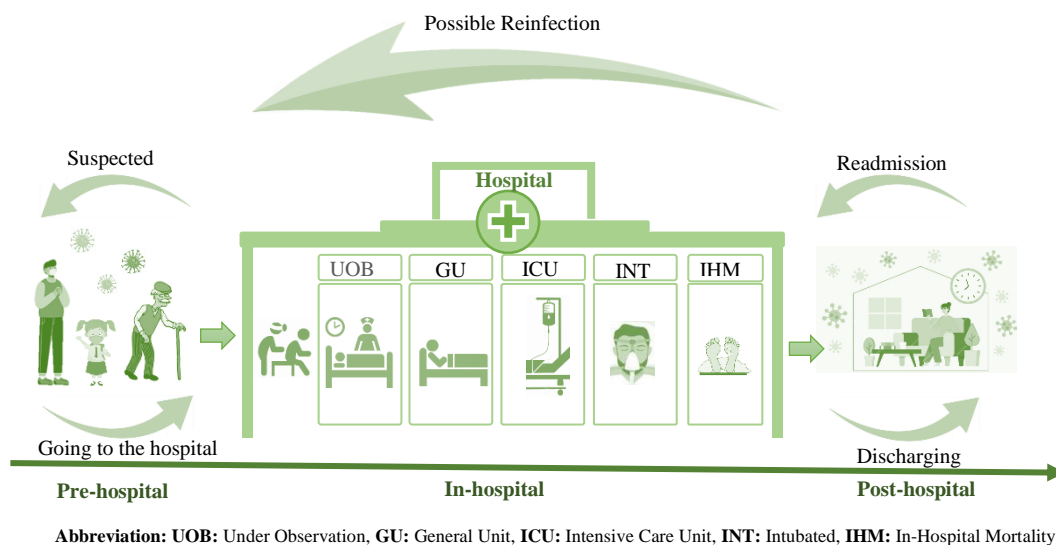 Possible Reinfection
Suspected
Readmission
Hospital
UOB
GU
ICU
INT
IHM
Going to the hospital
Discharging
Pre-hospital
In-hospital
Post-hospital
Abbreviation: UOB: Under Observation, GU: General Unit, ICU: Intensive Care Unit, INT: Intubated, IHM: In-Hospital Mortality